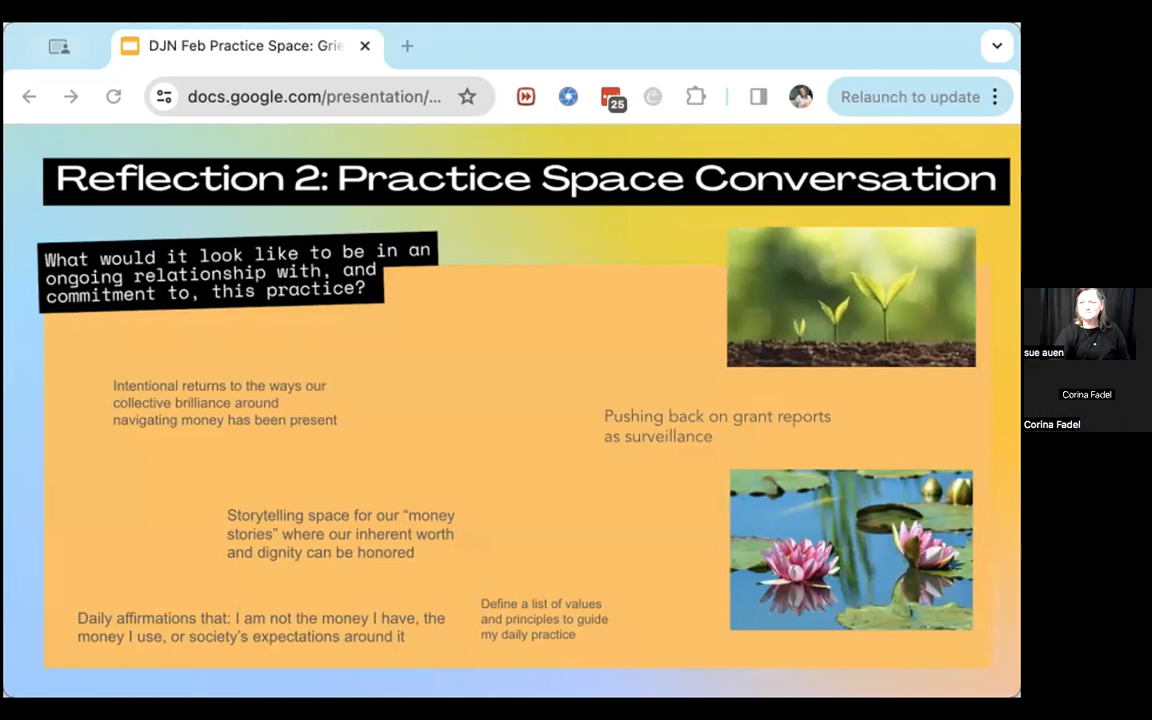 DJN Feb Practice Space: Grie
docs.google.com/presentation/...
25
Relaunch to update
Reflection 2: Practice Space Conversation
What would it look like to be in an
ongoing relationship with, and
commitment to, this practice?
Intentional returns to the ways our
collective brilliance around
navigating money has been present
Pushing back on grant reports
as surveillance
Storytelling space for our “money
stories” where our inherent worth
and dignity can be honored
Daily affirmations that: I am not the money I have, the
money I use, or society’s expectations around it
Define a list of values
and principles to guide
my daily practice
sue auen
Corina Fadel
Corina Fadel